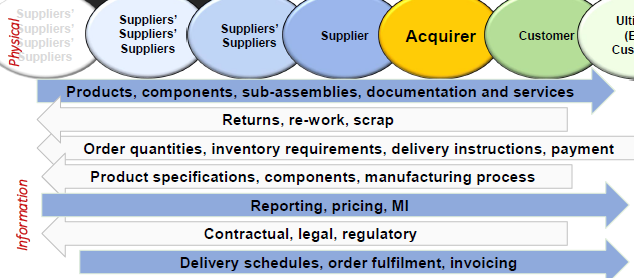 Physical
Suppliers'
Suppliers'
Suppliers'
Suppliers
Suppliers'
Suppliers'
Suppliers
Suppliers'
Suppliers
Supplier
Acquirer
Customer
Ulti
(E
Cus
Products, components, sub-assemblies, documentation and services
Returns, re-work, scrap
Order quantities, inventory requirements, delivery instructions, payment
Product specifications, components, manufacturing process
Information
Reporting, pricing, MI
Contractual, legal, regulatory
Delivery schedules, order fulfilment, invoicing